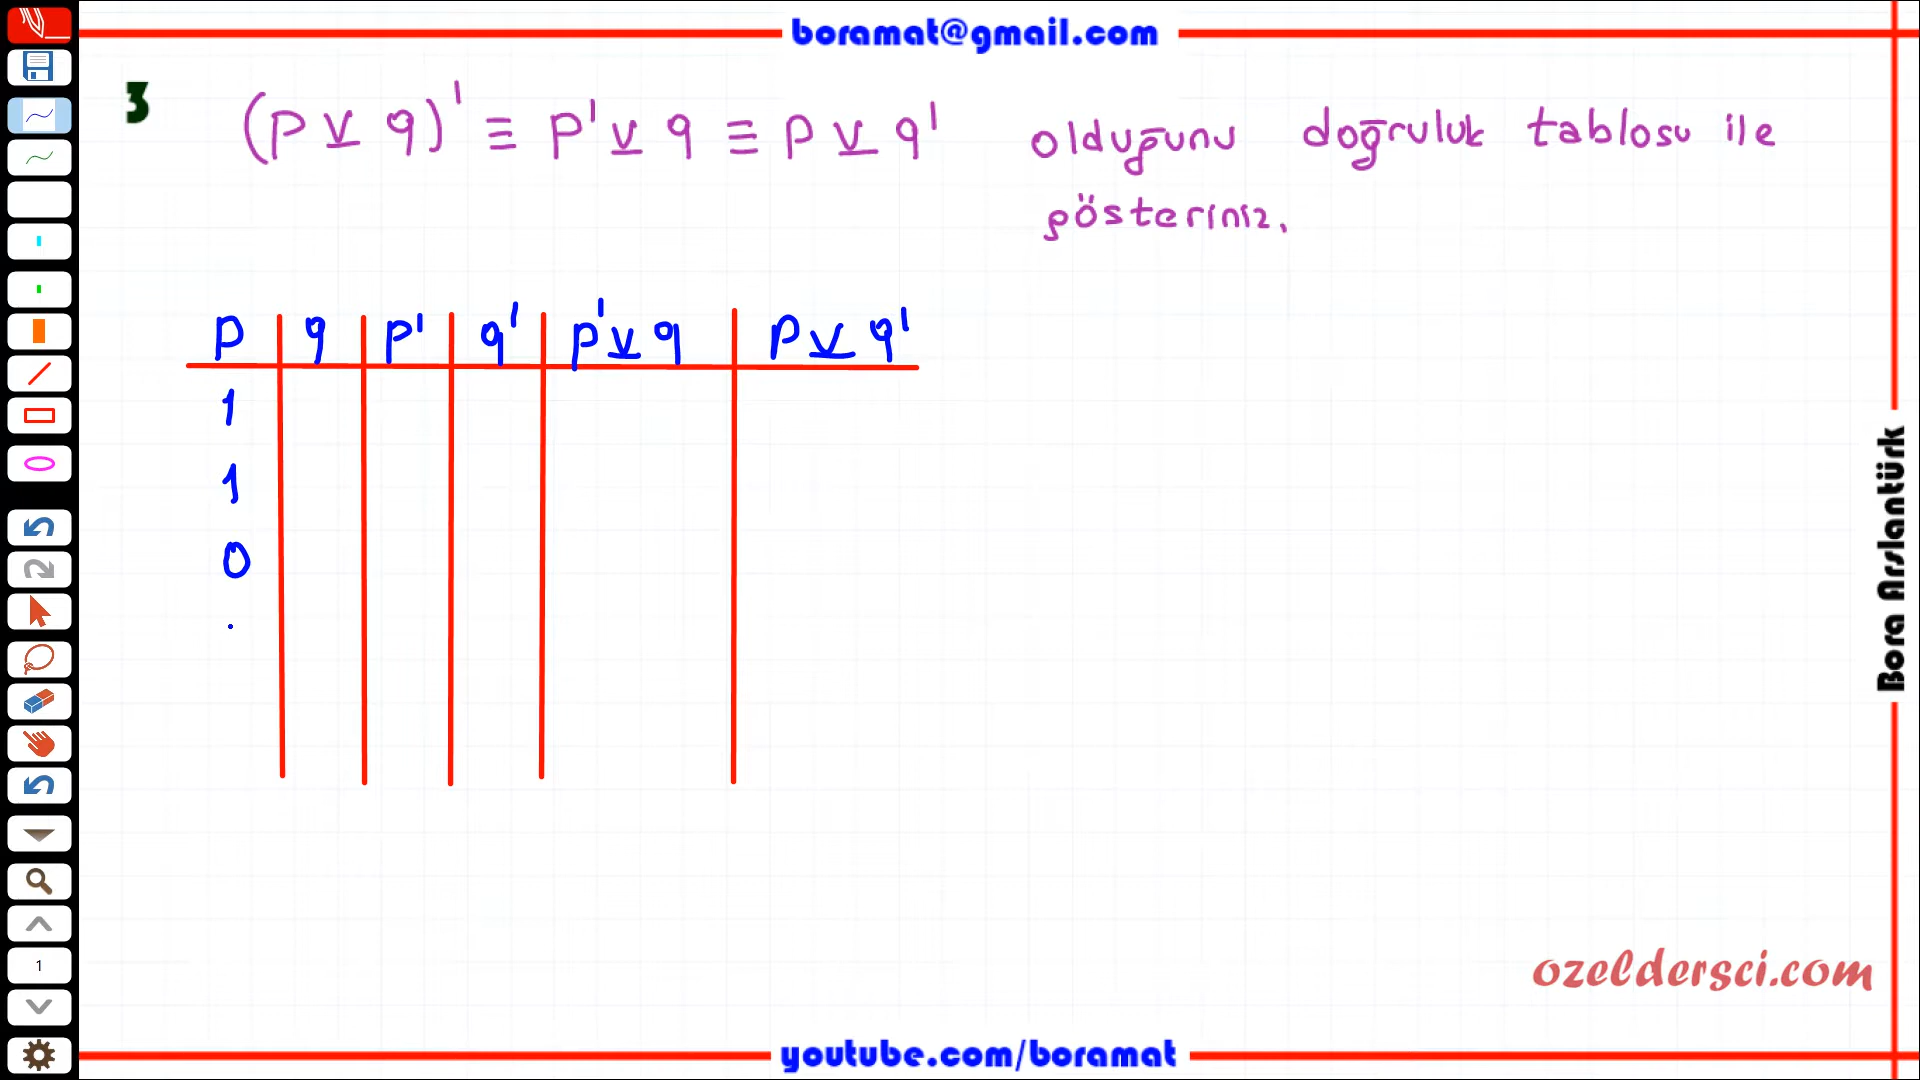 boramat@gmail.com
3 (p ⊻ q)' ≡ p' ⊻ q ≡ p ⊻ q' olduğunu doğruluk tablosu ile
gösteriniz.
p q p' q' p' ⊻ q p ⊻ q'
1
1
0
Bora Arslantürk
1
ozeldersci.com
youtube.com/boramat